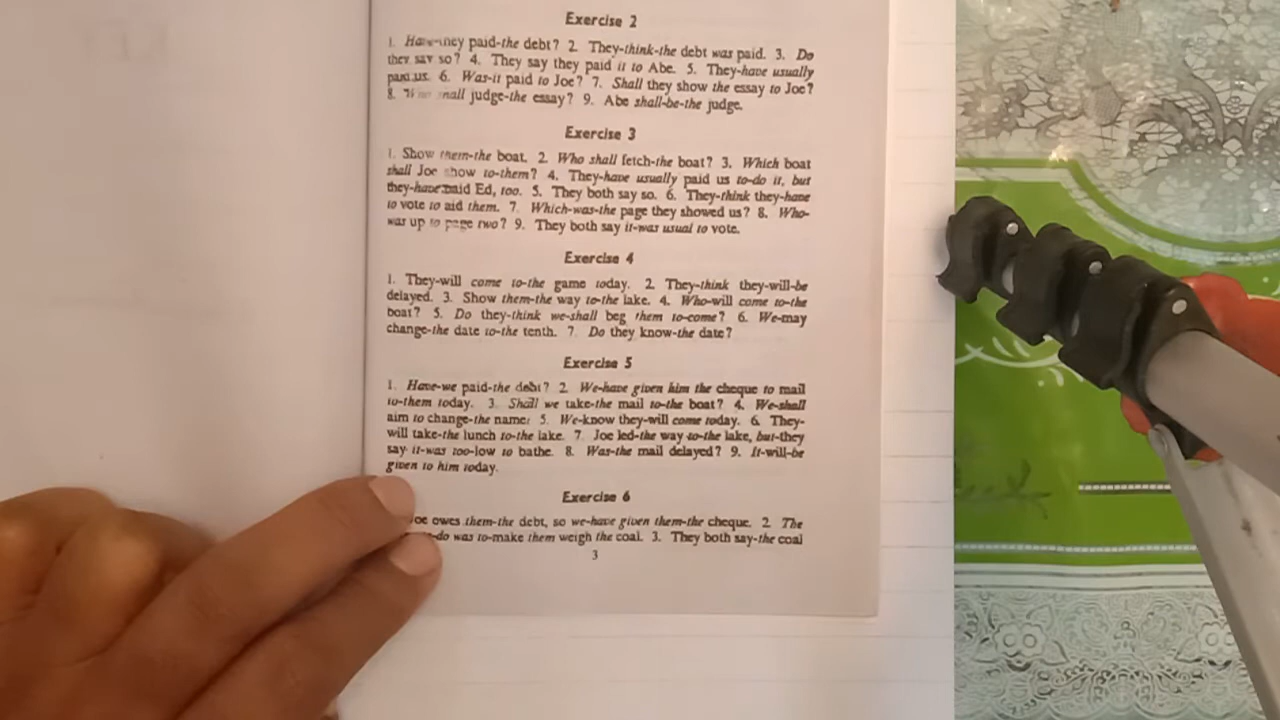 Exercise 2
1. Have-they paid-the debt? 2. They-think-the debt was paid. 3. Do
they say so? 4. They say they paid it to Abe. 5. They-have usually
paid us. 6. Was-it paid to Joe? 7. Shall they show the essay to Joe?
8. Who shall judge-the essay? 9. Abe shall-be-the judge.
Exercise 3
1. Show them-the boat. 2. Who shall fetch-the boat? 3. Which boat
shall Joe show to-them? 4. They-have usually paid us to-do it, but
they-have paid Ed, too. 5. They both say so. 6. They-think they-have
to vote to aid them. 7. Which-was-the page they showed us? 8. Who-
was up to page two? 9. They both say it-was usual to vote.
Exercise 4
1. They-will come to-the game today. 2. They-think they-will-be
delayed. 3. Show them-the way to-the lake. 4. Who-will come to-the
boat? 5. Do they-think we-shall beg them to-come? 6. We-may
change-the date to-the tenth. 7. Do they know-the date?
Exercise 5
1. Have-we paid-the debt? 2. We-have given him the cheque to mail
to-them today. 3. Shall we take-the mail to-the boat? 4. We-shall
aim to change-the name. 5. We-know they-will come today. 6. They-
will take-the lunch to-the lake. 7. Joe led-the way to-the lake, but-they
say it-was too-low to bathe. 8. Was-the mail delayed? 9. It-will-be
given to him today.
Exercise 6
Joe owes them-the debt, so we-have given them-the cheque. 2. The
do was to-make them weigh the coal. 3. They both say-the coal
3